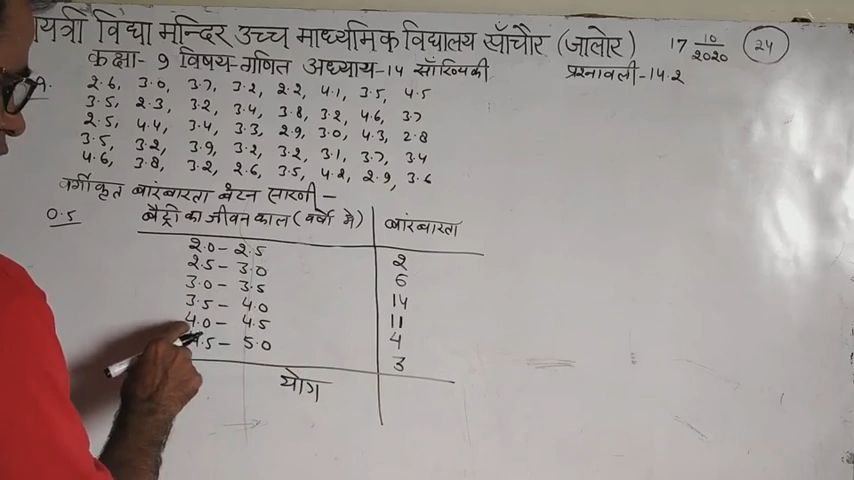 यत्री विद्या मन्दिर उच्च माध्यमिक विद्यालय साँचौर (जालोर) 17 10/2020 24
कक्षा-9 विषय-गणित अध्याय-14 साँख्यिकी प्रश्नावली-14.2
2.6, 3.0, 3.7, 3.2, 2.2, 4.1, 3.5, 4.5
3.5, 2.3, 3.2, 3.4, 3.8, 3.2, 4.6, 3.7
2.5, 4.4, 3.4, 3.3, 2.9, 3.0, 4.3, 2.8
3.5, 3.2, 3.9, 3.2, 3.2, 3.1, 3.7, 3.4
4.6, 3.8, 3.2, 2.6, 3.5, 4.2, 2.9, 3.6
वर्गीकृत बांरबारता बंटन सारणी-
0.5 बैट्री का जीवन काल (वर्षो में) बांरबारता
2.0-2.5 2
2.5-3.0 6
3.0-3.5 14
3.5-4.0 11
4.0-4.5 4
4.5-5.0 3
योग